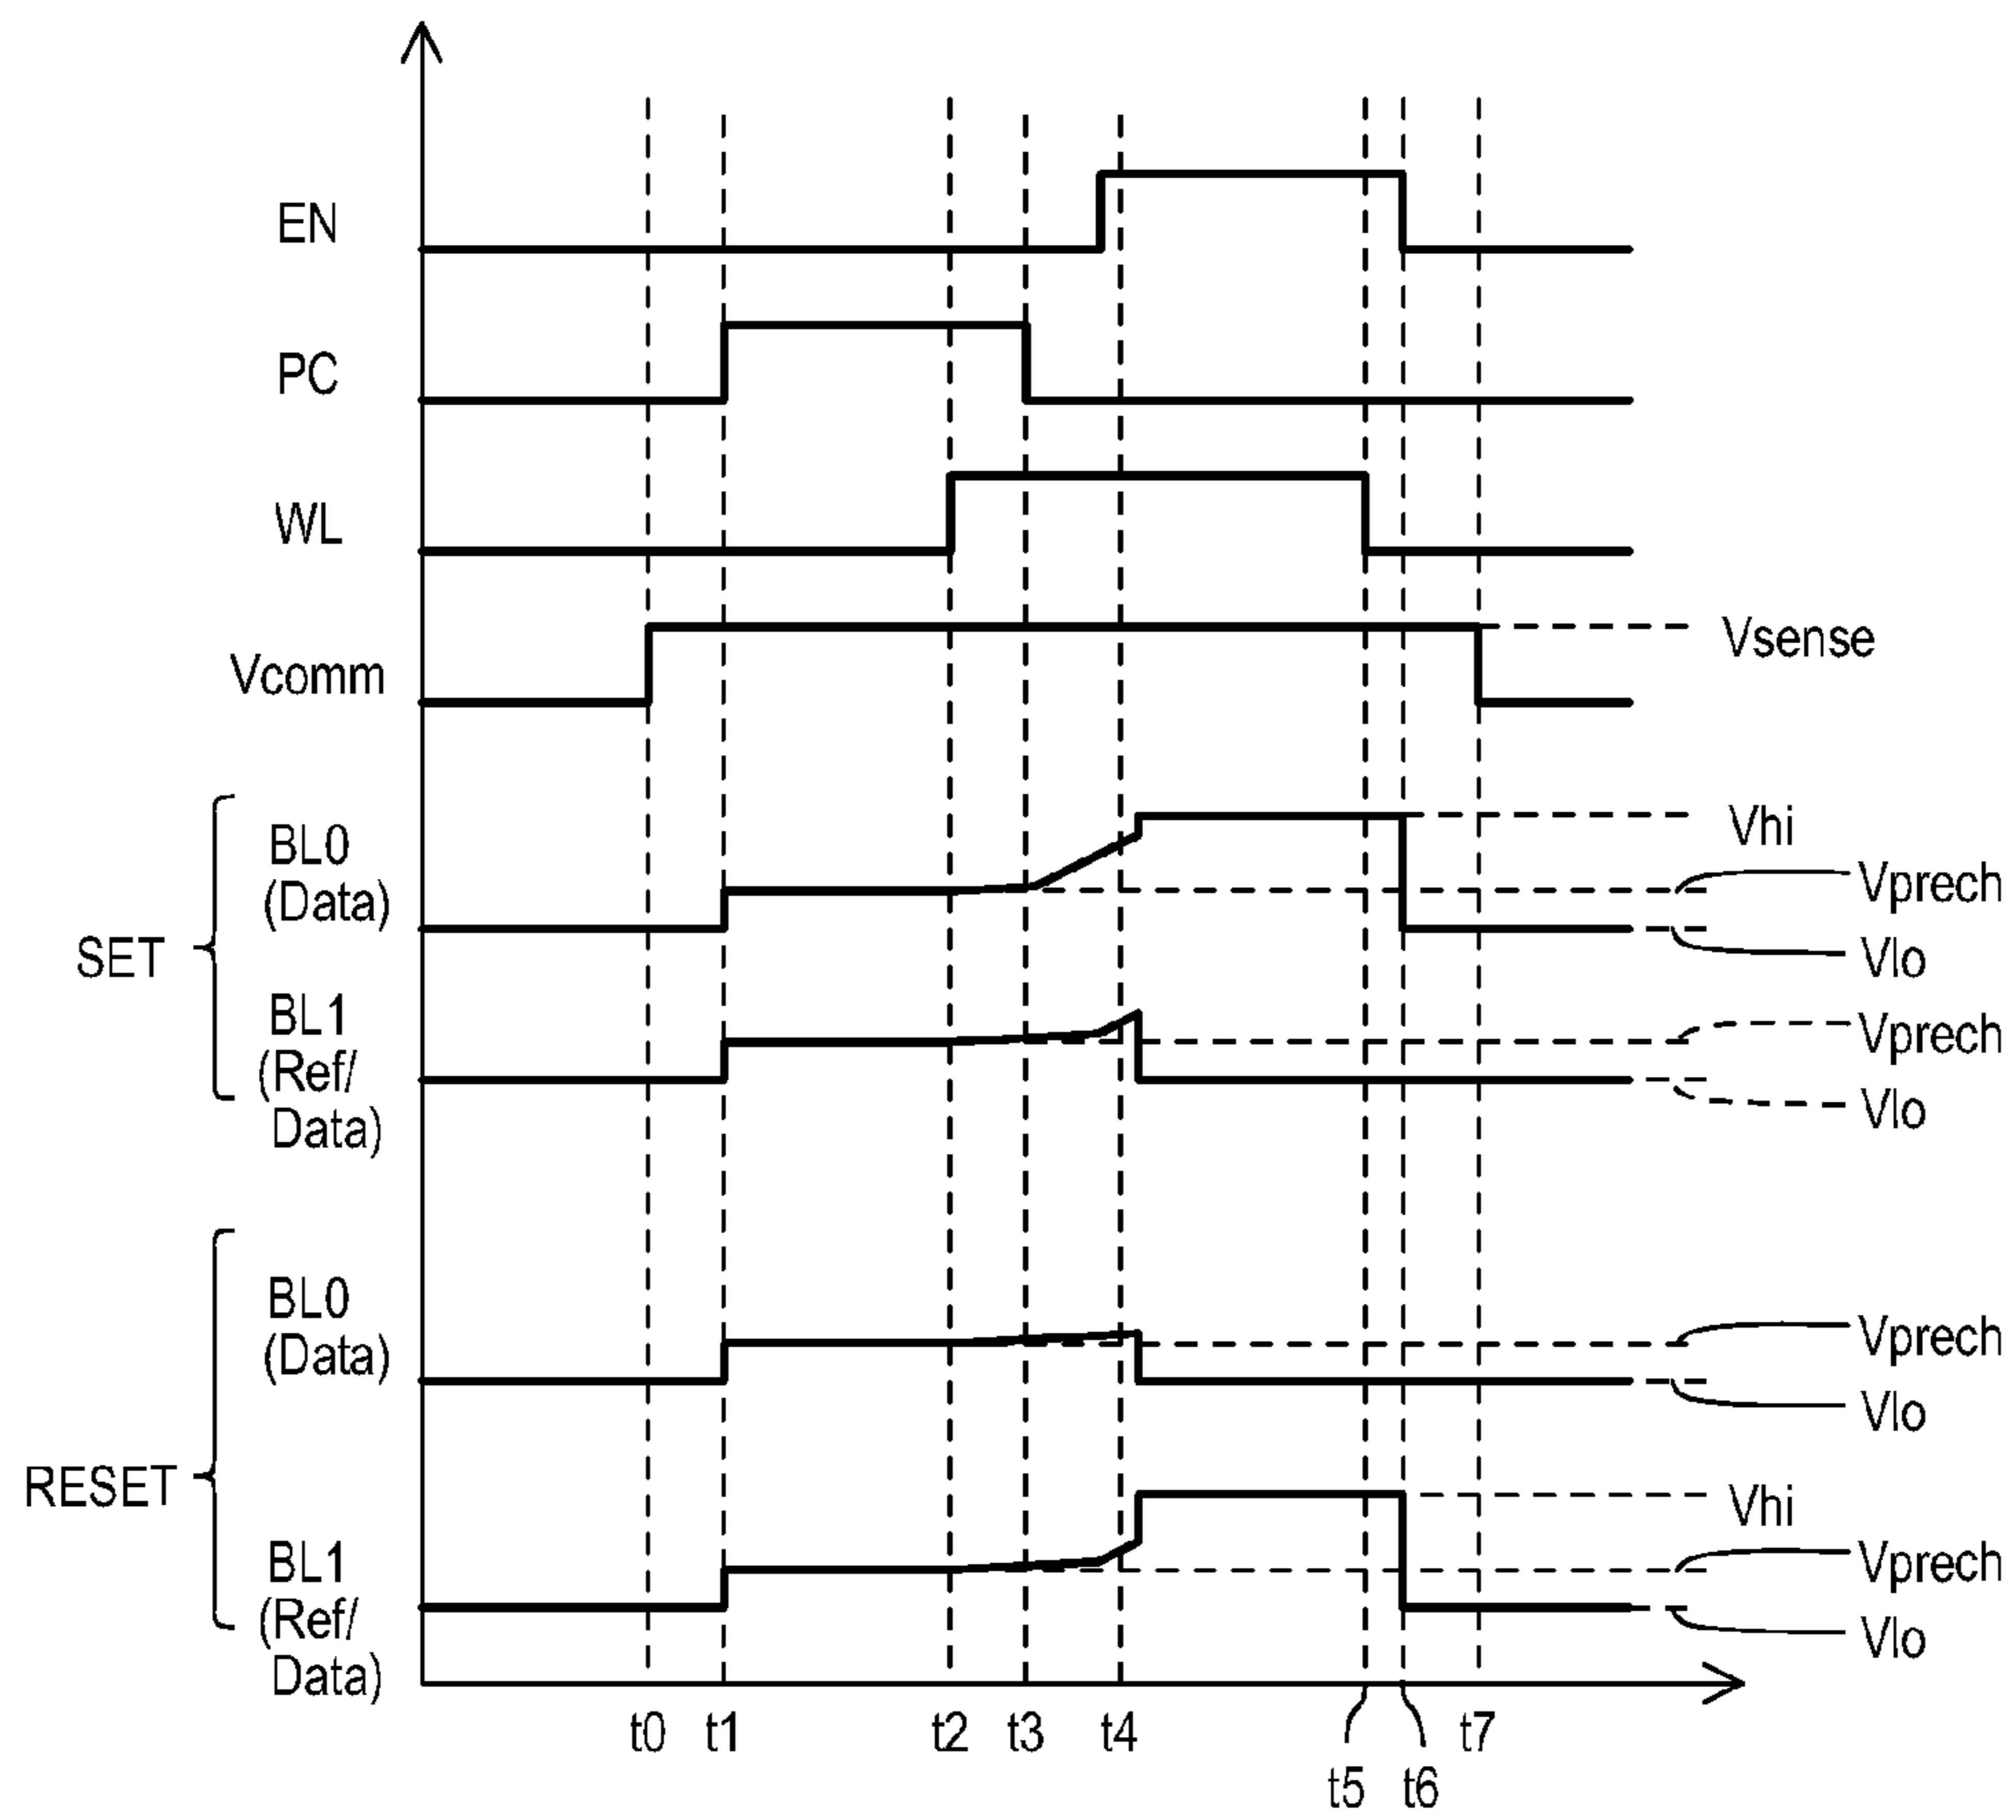 EN
PC
WL
Vcomm
Vsense
SET
BL0
(Data)
Vhi
Vprech
Vlo
BL1
(Ref/
Data)
Vprech
Vlo
RESET
BL0
(Data)
Vprech
Vlo
BL1
(Ref/
Data)
Vhi
Vprech
Vlo
t0 t1 t2 t3 t4 t7
t5 t6